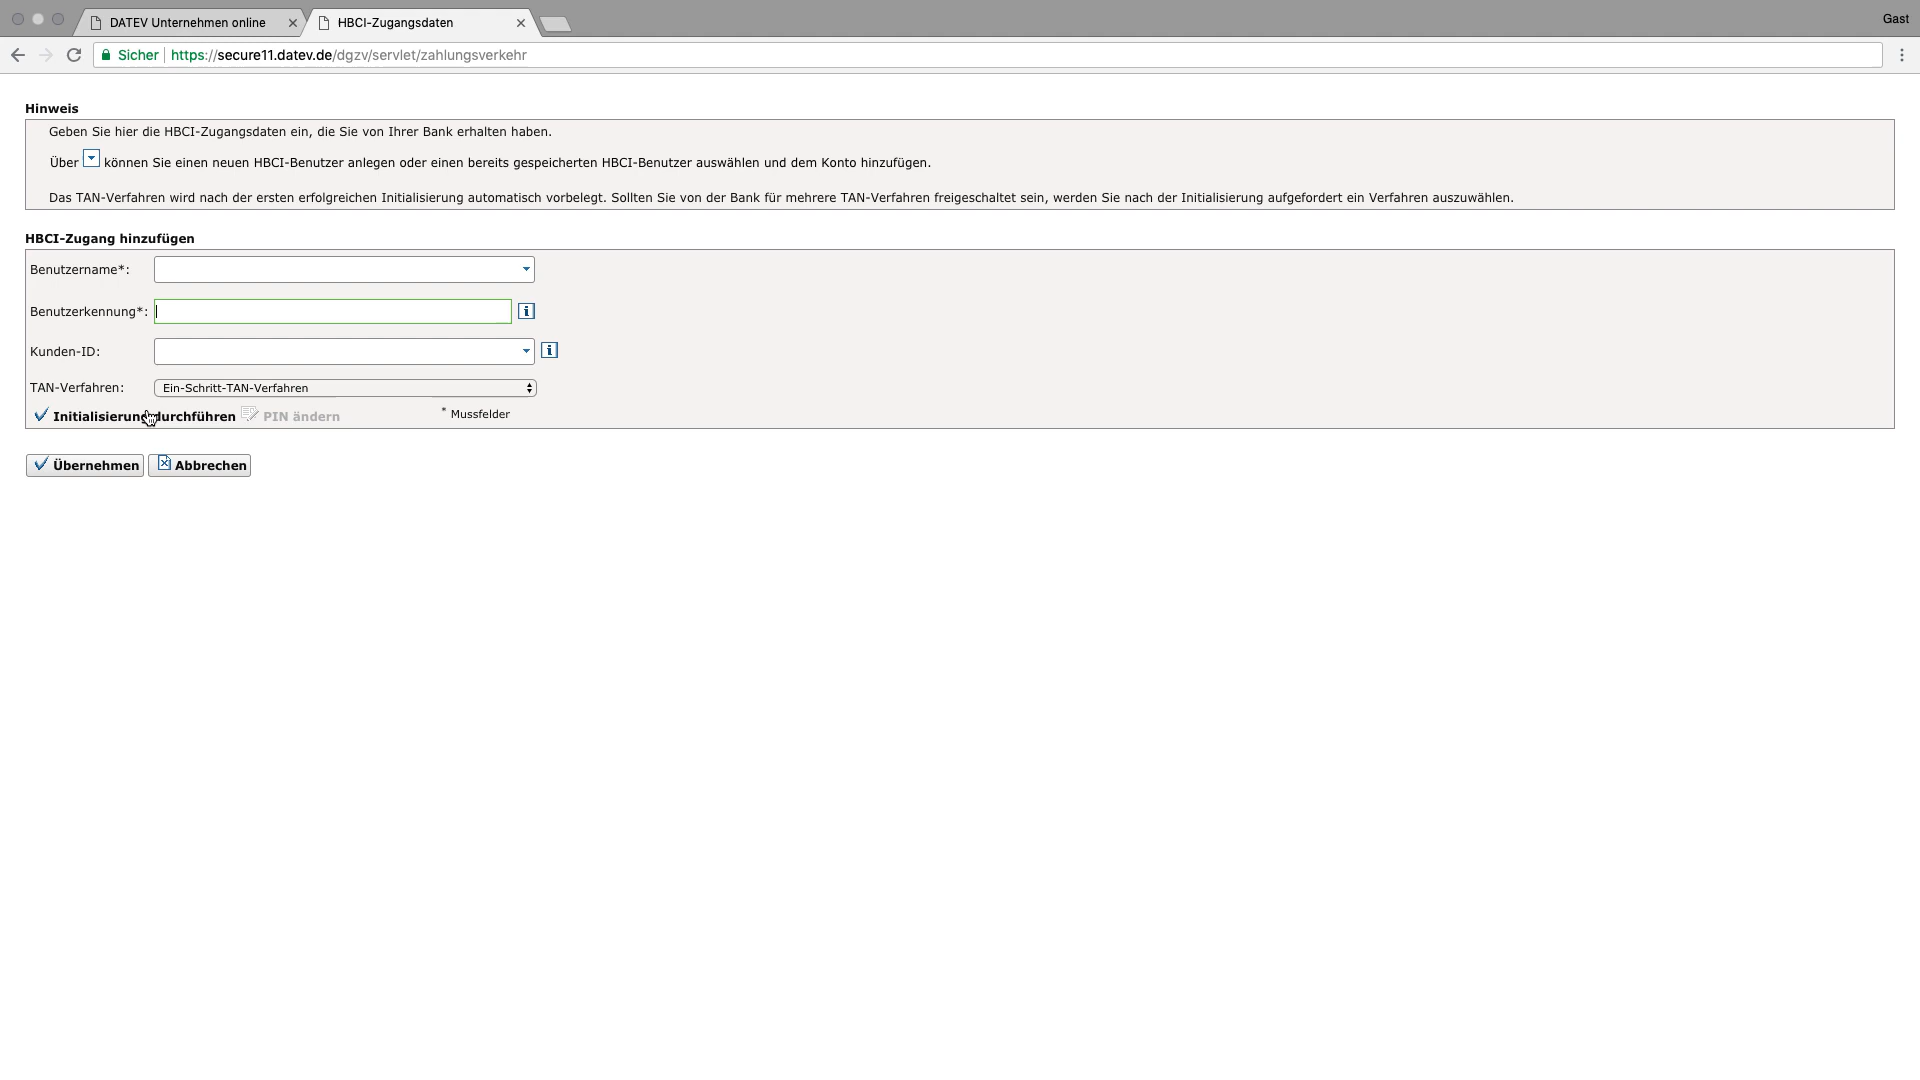 DATEV Unternehmen online
HBCI-Zugangsdaten
Gast
Sicher https://secure11.datev.de/dgzv/servlet/zahlungsverkehr
Hinweis
Geben Sie hier die HBCI-Zugangsdaten ein, die Sie von Ihrer Bank erhalten haben.
Über können Sie einen neuen HBCI-Benutzer anlegen oder einen bereits gespeicherten HBCI-Benutzer auswählen und dem Konto hinzufügen.
Das TAN-Verfahren wird nach der ersten erfolgreichen Initialisierung automatisch vorbelegt. Sollten Sie von der Bank für mehrere TAN-Verfahren freigeschaltet sein, werden Sie nach der Initialisierung aufgefordert ein Verfahren auszuwählen.
HBCI-Zugang hinzufügen
Benutzername*:
Benutzerkennung*:
Kunden-ID:
TAN-Verfahren: Ein-Schritt-TAN-Verfahren
Initialisierung durchführen PIN ändern * Mussfelder
Übernehmen Abbrechen